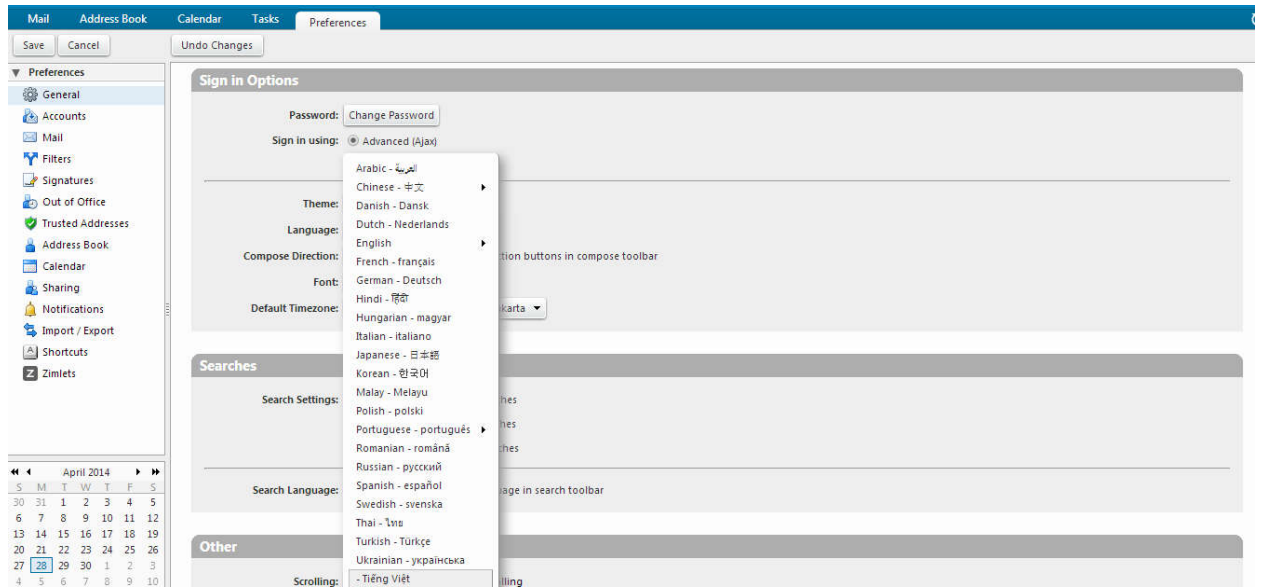 Mail Address Book Calendar Tasks Preferences
Save Cancel Undo Changes
Preferences
General
Accounts
Mail
Filters
Signatures
Out of Office
Trusted Addresses
Address Book
Calendar
Sharing
Notifications
Import / Export
Shortcuts
Zimlets
April 2014
S M T W T F S
30 31 1 2 3 4 5
6 7 8 9 10 11 12
13 14 15 16 17 18 19
20 21 22 23 24 25 26
27 28 29 30 1 2 3
4 5 6 7 8 9 10
Sign in Options
Password: Change Password
Sign in using: Advanced (Ajax)
Theme:
Language:
Compose Direction: tion buttons in compose toolbar
Font:
Default Timezone: karta
Searches
Search Settings: hes
hes
ches
Search Language: age in search toolbar
Other
Scrolling: lling
Arabic - العربية
Chinese - 中文
Danish - Dansk
Dutch - Nederlands
English
French - français
German - Deutsch
Hindi - हिंदी
Hungarian - magyar
Italian - italiano
Japanese - 日本語
Korean - 한국어
Malay - Melayu
Polish - polski
Portuguese - português
Romanian - română
Russian - русский
Spanish - español
Swedish - svenska
Thai - ไทย
Turkish - Türkçe
Ukrainian - українська
- Tiếng Việt